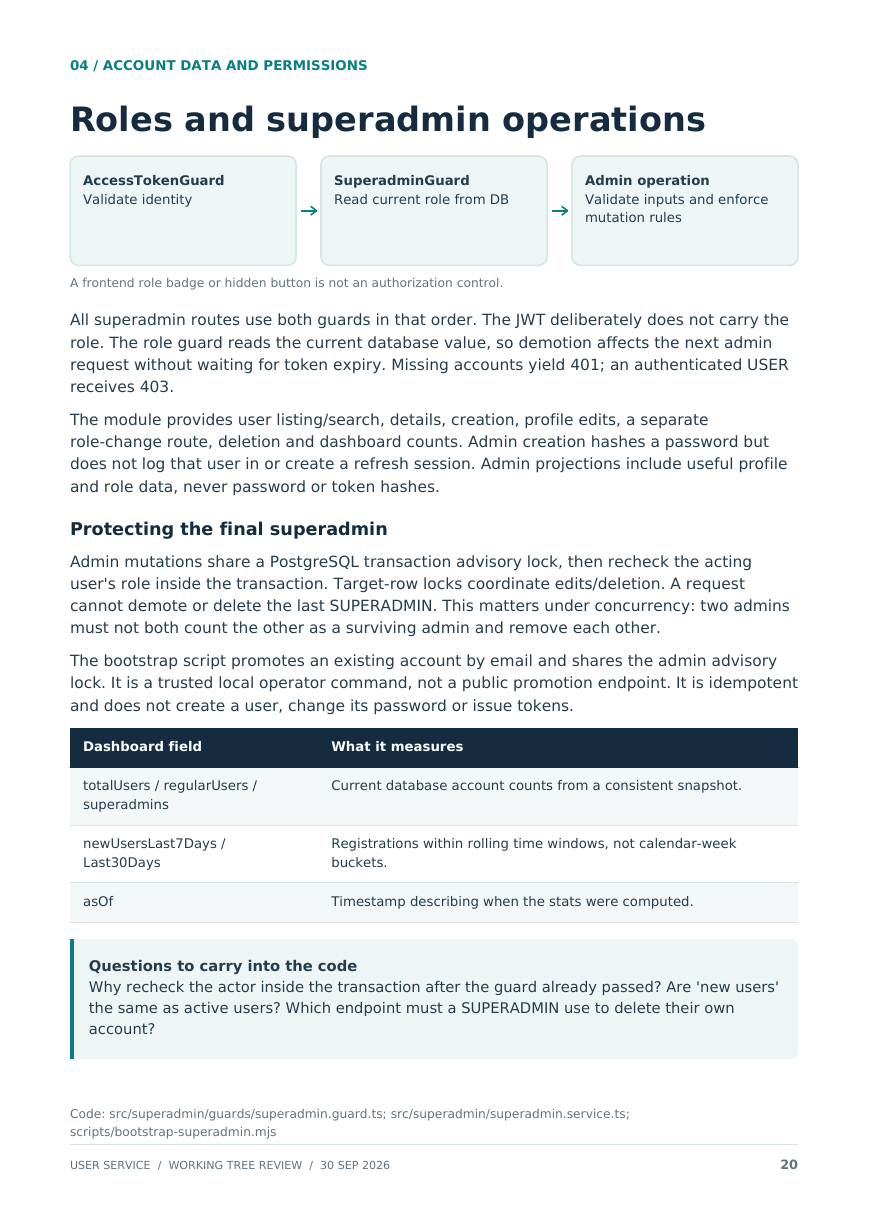 04 / ACCOUNT DATA AND PERMISSIONS
Roles and superadmin operations
AccessTokenGuard
Validate identity
SuperadminGuard
Read current role from DB
Admin operation
Validate inputs and enforce
mutation rules
A frontend role badge or hidden button is not an authorization control.
All superadmin routes use both guards in that order. The JWT deliberately does not carry the
role. The role guard reads the current database value, so demotion affects the next admin
request without waiting for token expiry. Missing accounts yield 401; an authenticated USER
receives 403.
The module provides user listing/search, details, creation, profile edits, a separate
role-change route, deletion and dashboard counts. Admin creation hashes a password but
does not log that user in or create a refresh session. Admin projections include useful profile
and role data, never password or token hashes.
Protecting the final superadmin
Admin mutations share a PostgreSQL transaction advisory lock, then recheck the acting
user's role inside the transaction. Target-row locks coordinate edits/deletion. A request
cannot demote or delete the last SUPERADMIN. This matters under concurrency: two admins
must not both count the other as a surviving admin and remove each other.
The bootstrap script promotes an existing account by email and shares the admin advisory
lock. It is a trusted local operator command, not a public promotion endpoint. It is idempotent
and does not create a user, change its password or issue tokens.
Dashboard field
What it measures
totalUsers / regularUsers /
superadmins
Current database account counts from a consistent snapshot.
newUsersLast7Days /
Last30Days
Registrations within rolling time windows, not calendar-week
buckets.
asOf
Timestamp describing when the stats were computed.
Questions to carry into the code
Why recheck the actor inside the transaction after the guard already passed? Are 'new users'
the same as active users? Which endpoint must a SUPERADMIN use to delete their own
account?
Code: src/superadmin/guards/superadmin.guard.ts; src/superadmin/superadmin.service.ts;
scripts/bootstrap-superadmin.mjs
USER SERVICE / WORKING TREE REVIEW / 30 SEP 2026
20